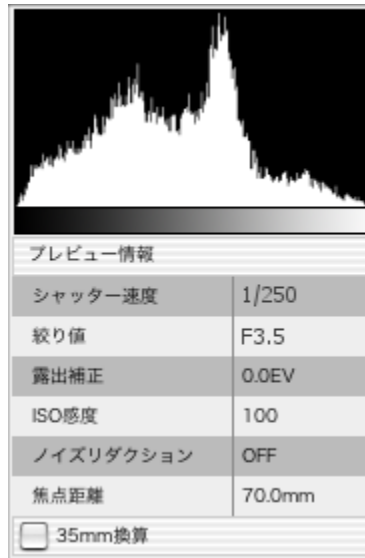 プレビュー情報
シャッター速度 1/250
絞り値 F3.5
露出補正 0.0EV
ISO感度 100
ノイズリダクション OFF
焦点距離 70.0mm
35mm換算